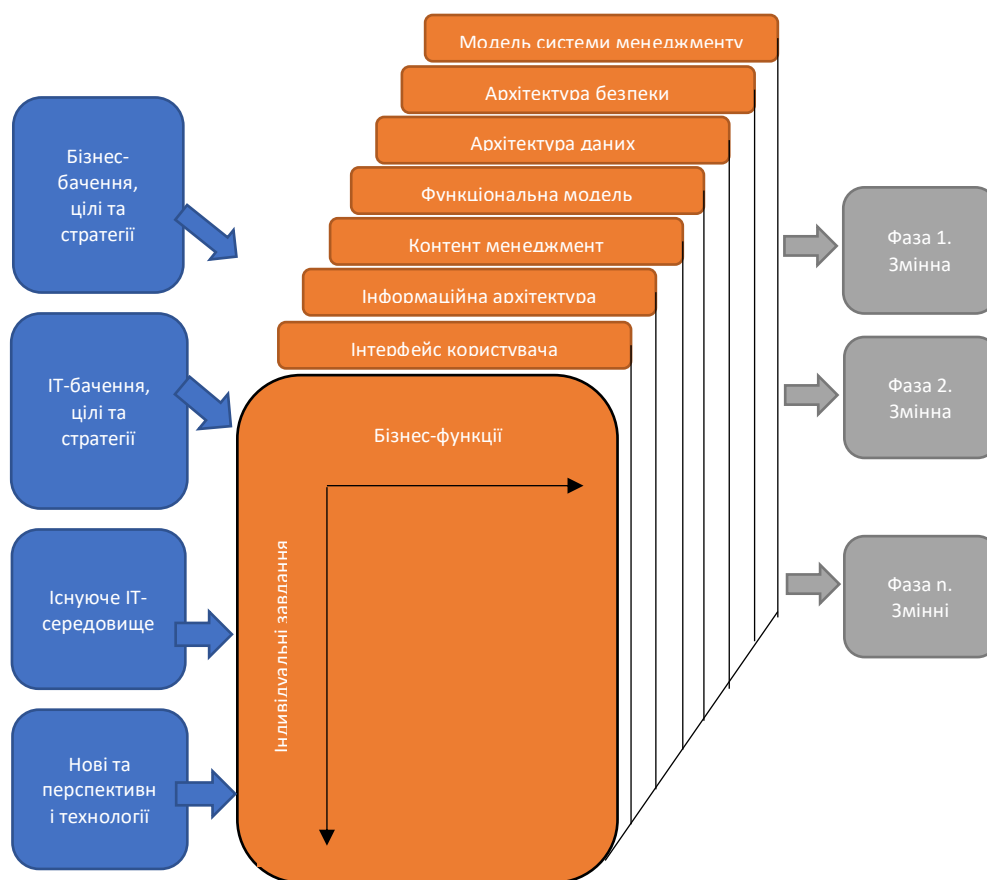 Модель системи менеджменту
Архітектура безпеки
Архітектура даних
Функціональна модель
Контент менеджмент
Інформаційна архітектура
Інтерфейс користувача
Бізнес-
бачення,
цілі та
стратегії
ІТ-бачення,
цілі та
стратегії
Існуюче ІТ-
середовище
Нові та
перспективн
і технології
Бізнес-функції
Індивідуальні завдання
Фаза 1.
Змінна
Фаза 2.
Змінна
Фаза n.
Змінні